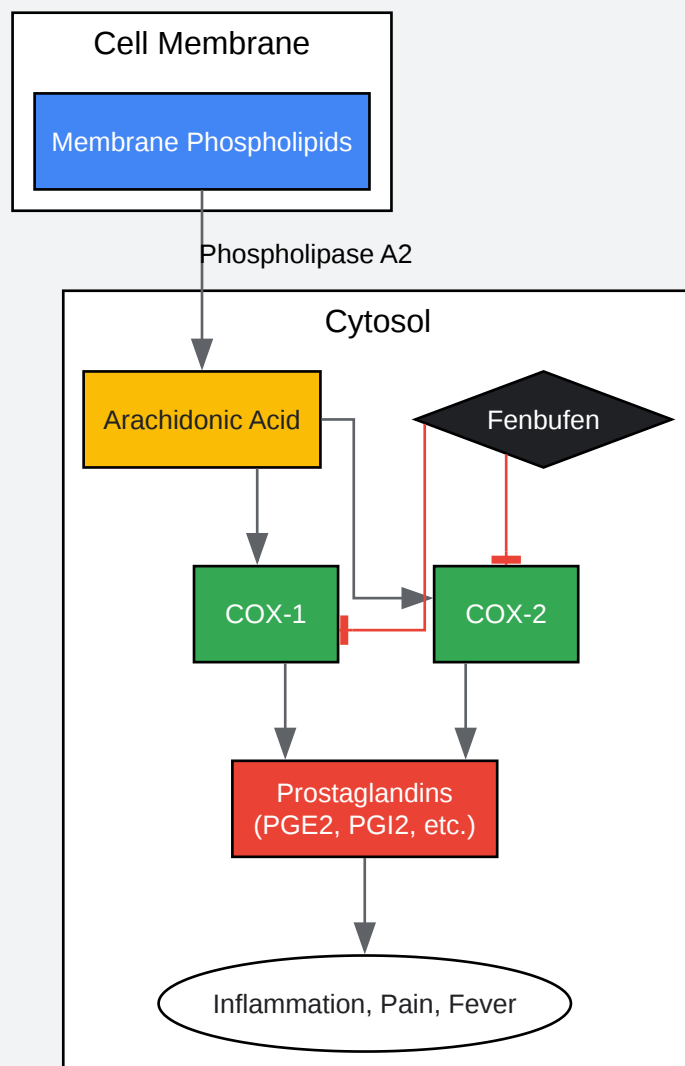 Cell Membrane
Membrane Phospholipids
Phospholipase A2
Cytosol
Arachidonic Acid
Fenbufen
COX-1
COX-2
Prostaglandins
(PGE2, PGI2, etc.)
Inflammation, Pain, Fever